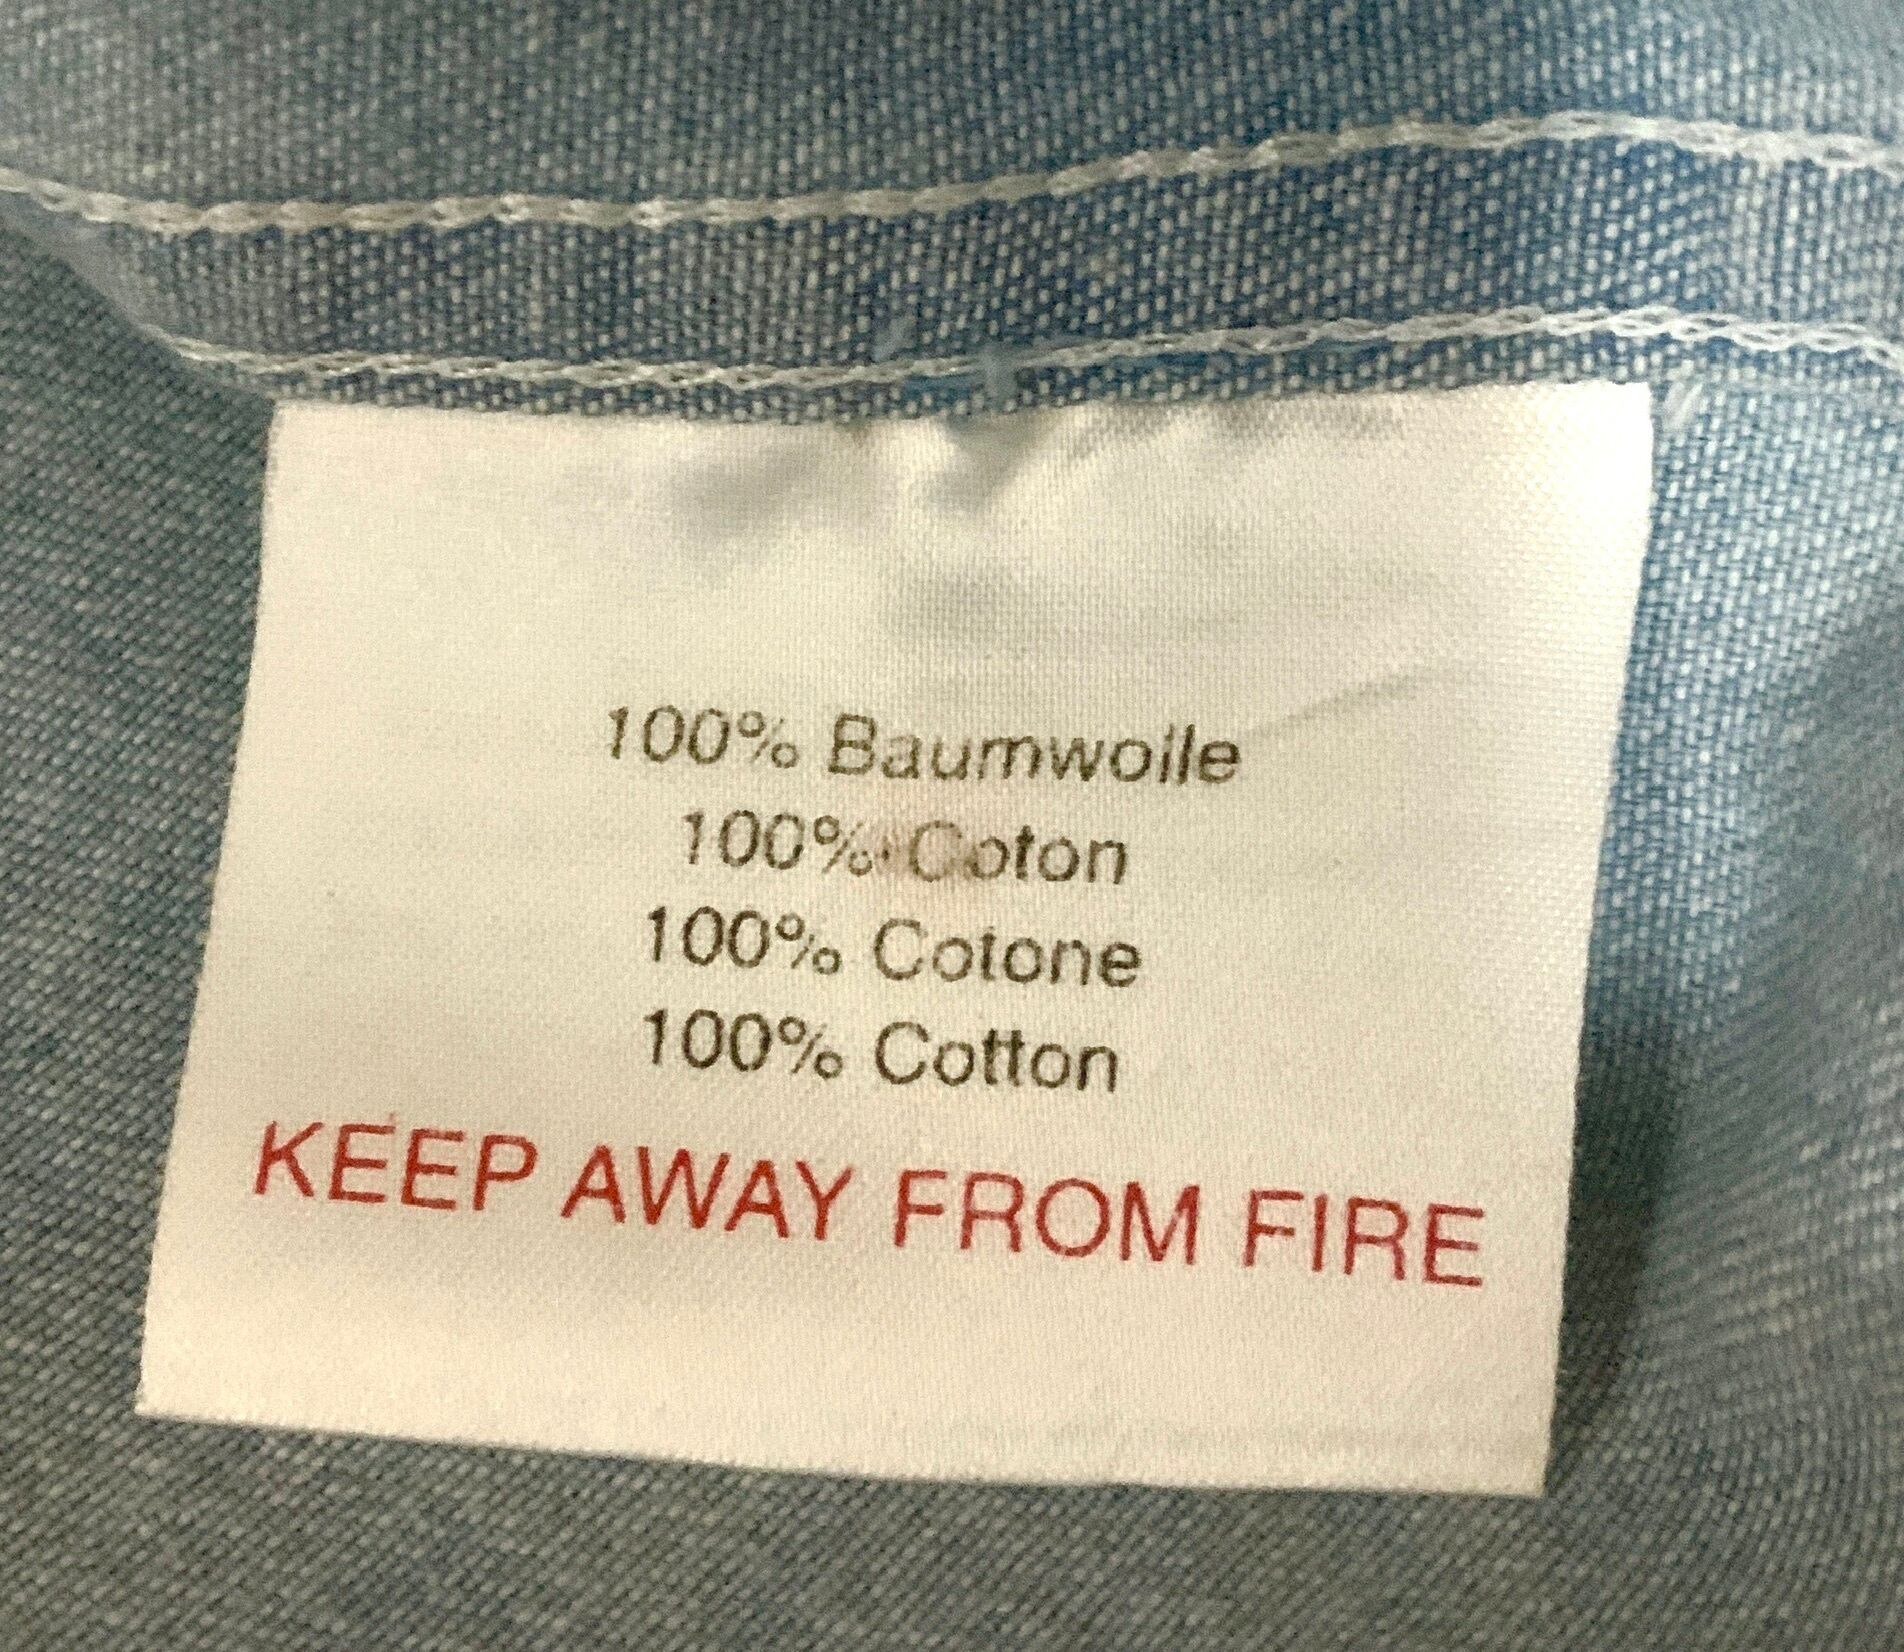 100% Baumwolle
100% Coton
100% Cotone
100% Cotton
KEEP AWAY FROM FIRE